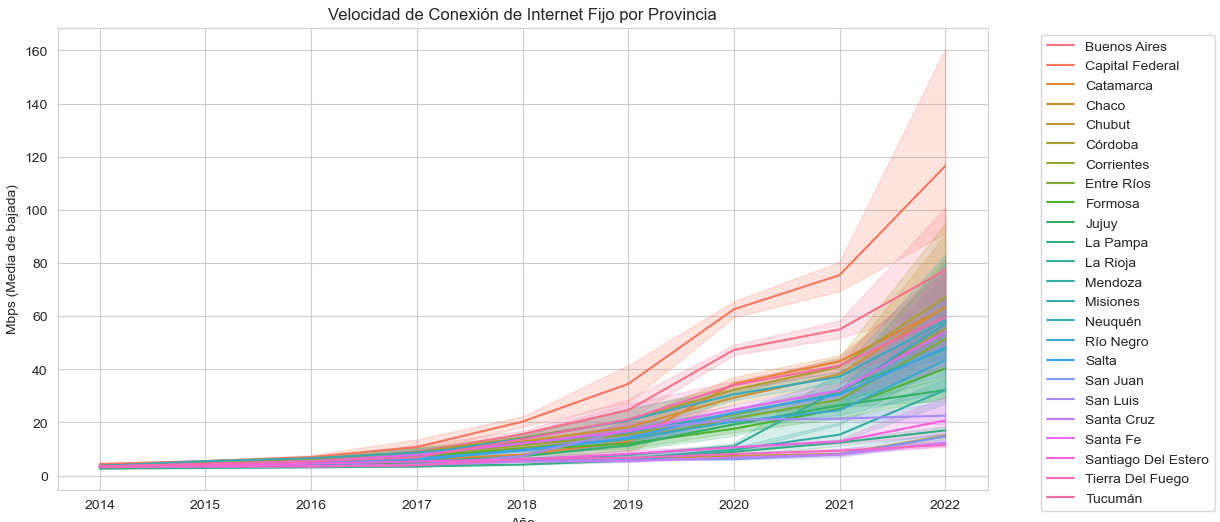 Velocidad de Conexión de Internet Fijo por Provincia
Mbps (Media de bajada)
160
140
120
100
80
60
40
20
0
2014 2015 2016 2017 2018 2019 2020 2021 2022
Año
Buenos Aires
Capital Federal
Catamarca
Chaco
Chubut
Córdoba
Corrientes
Entre Ríos
Formosa
Jujuy
La Pampa
La Rioja
Mendoza
Misiones
Neuquén
Río Negro
Salta
San Juan
San Luis
Santa Cruz
Santa Fe
Santiago Del Estero
Tierra Del Fuego
Tucumán